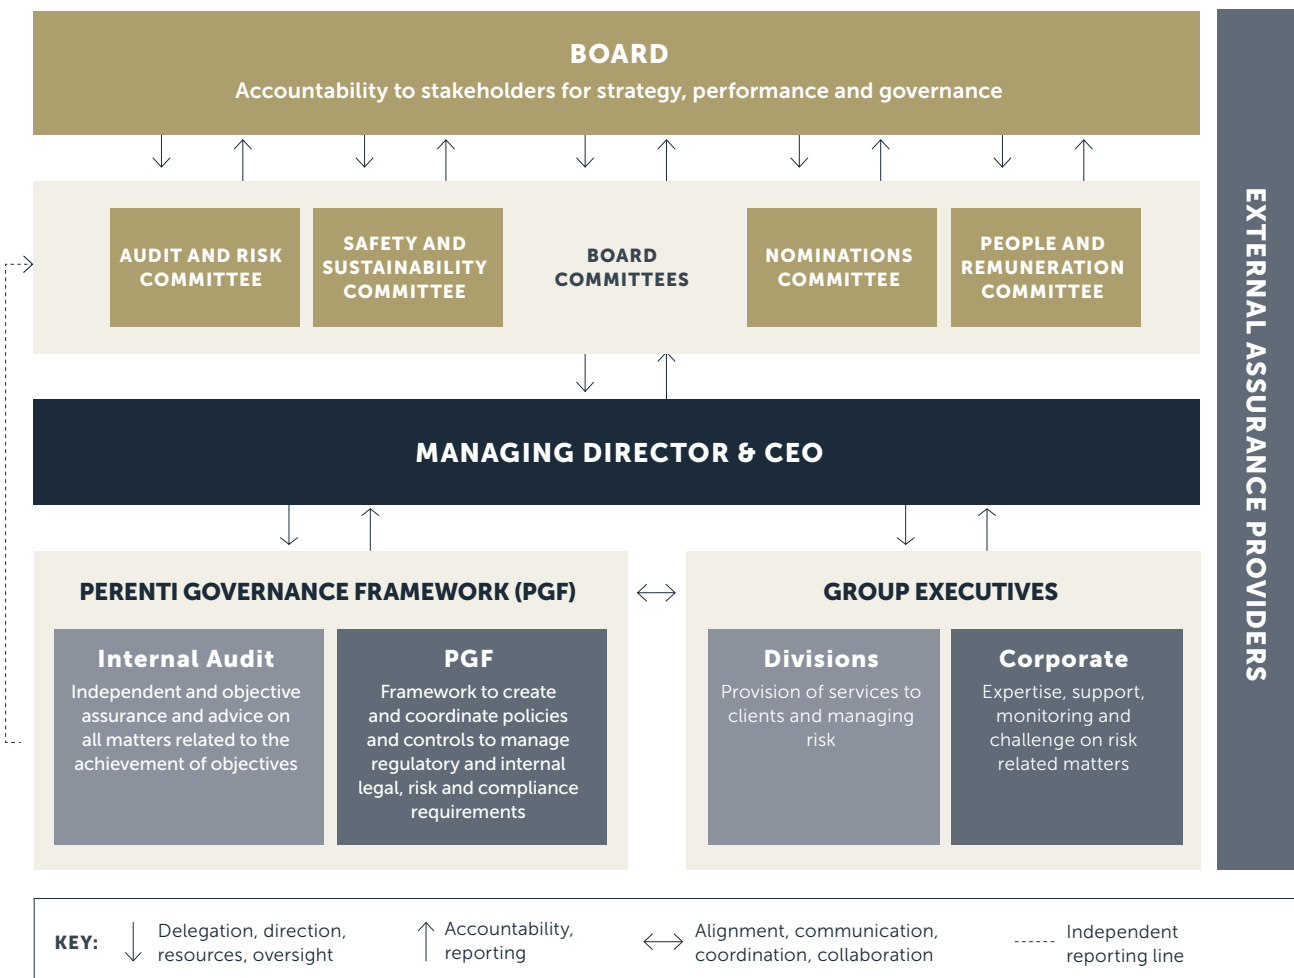 BOARD
Accountability to stakeholders for strategy, performance and governance
AUDIT AND RISK
COMMITTEE
SAFETY AND
SUSTAINABILITY
COMMITTEE
BOARD
COMMITTEES
NOMINATIONS
COMMITTEE
PEOPLE AND
REMUNERATION
COMMITTEE
MANAGING DIRECTOR & CEO
PERENTI GOVERNANCE FRAMEWORK (PGF)
Internal Audit
Independent and objective
assurance and advice on
all matters related to the
achievement of objectives
PGF
Framework to create
and coordinate policies
and controls to manage
regulatory and internal
legal, risk and compliance
requirements
GROUP EXECUTIVES
Divisions
Provision of services to
clients and managing
risk
Corporate
Expertise, support,
monitoring and
challenge on risk
related matters
EXTERNAL ASSURANCE PROVIDERS
KEY:
Delegation, direction,
resources, oversight
Accountability,
reporting
Alignment, communication,
coordination, collaboration
Independent
reporting line